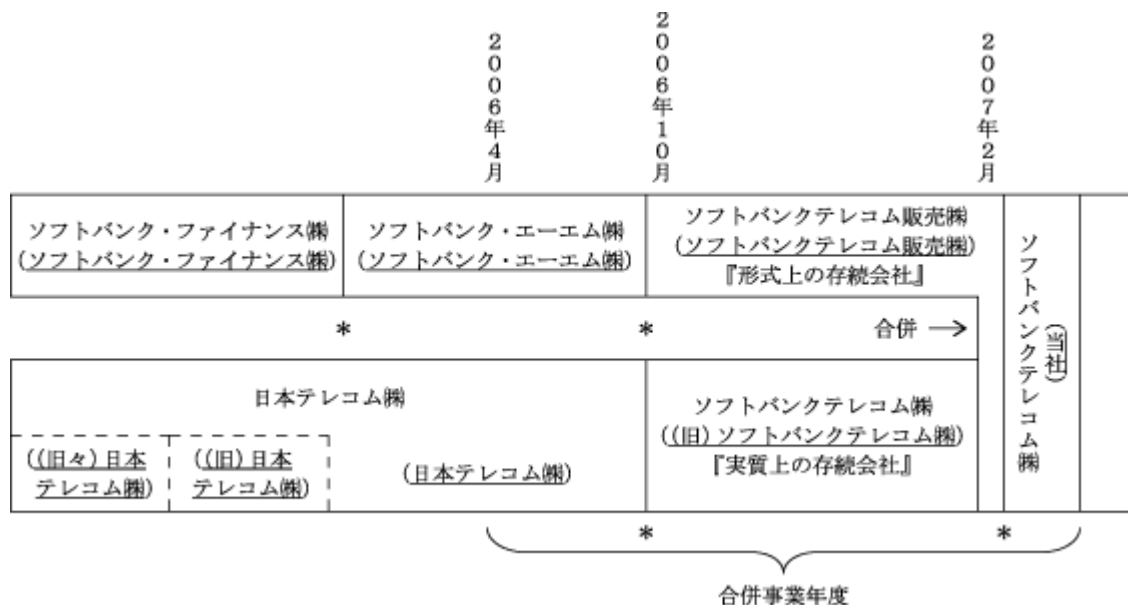 2006年4月
2006年10月
2007年2月
ソフトバンク・ファイナンス㈱
(ソフトバンク・ファイナンス㈱)
ソフトバンク・エーエム㈱
(ソフトバンク・エーエム㈱)
ソフトバンクテレコム販売㈱
(ソフトバンクテレコム販売㈱)
『形式上の存続会社』
ソフトバンクテレコム㈱
(当社)
*
*
合併 →
日本テレコム㈱
((旧々)日本
テレコム㈱)
((旧)日本
テレコム㈱)
(日本テレコム㈱)
ソフトバンクテレコム㈱
((旧)ソフトバンクテレコム㈱)
『実質上の存続会社』
*
*
合併事業年度